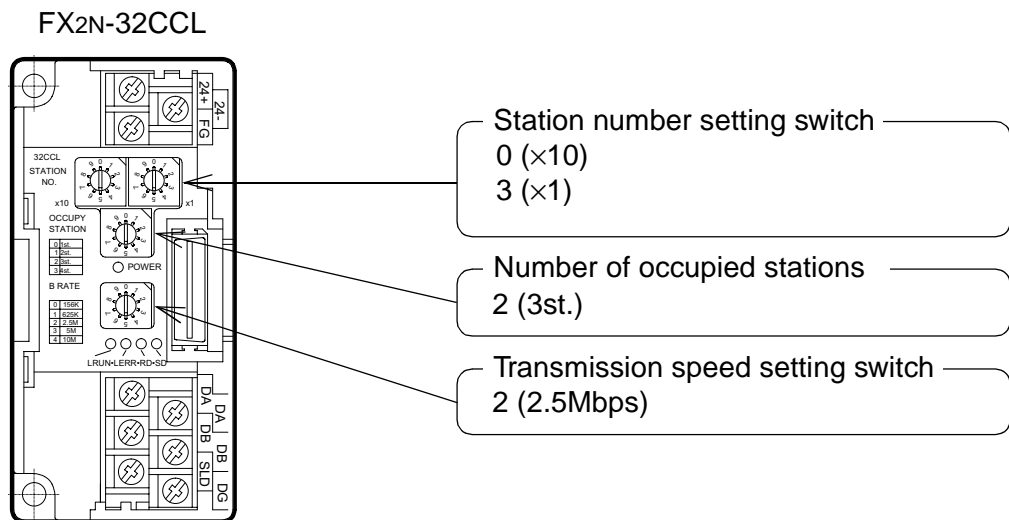 FX2N-32CCL
24+
24-
FG
32CCL
STATION
NO.
x10
x1
OCCUPY
STATION
0 1st.
1 2st.
2 3st.
3 4st.
POWER
B RATE
0 156K
1 625K
2 2.5M
3 5M
4 10M
LRUN•LERR•RD•SD
DA
DA
DB
DB
SLD
DG
Station number setting switch
0 (×10)
3 (×1)
Number of occupied stations
2 (3st.)
Transmission speed setting switch
2 (2.5Mbps)